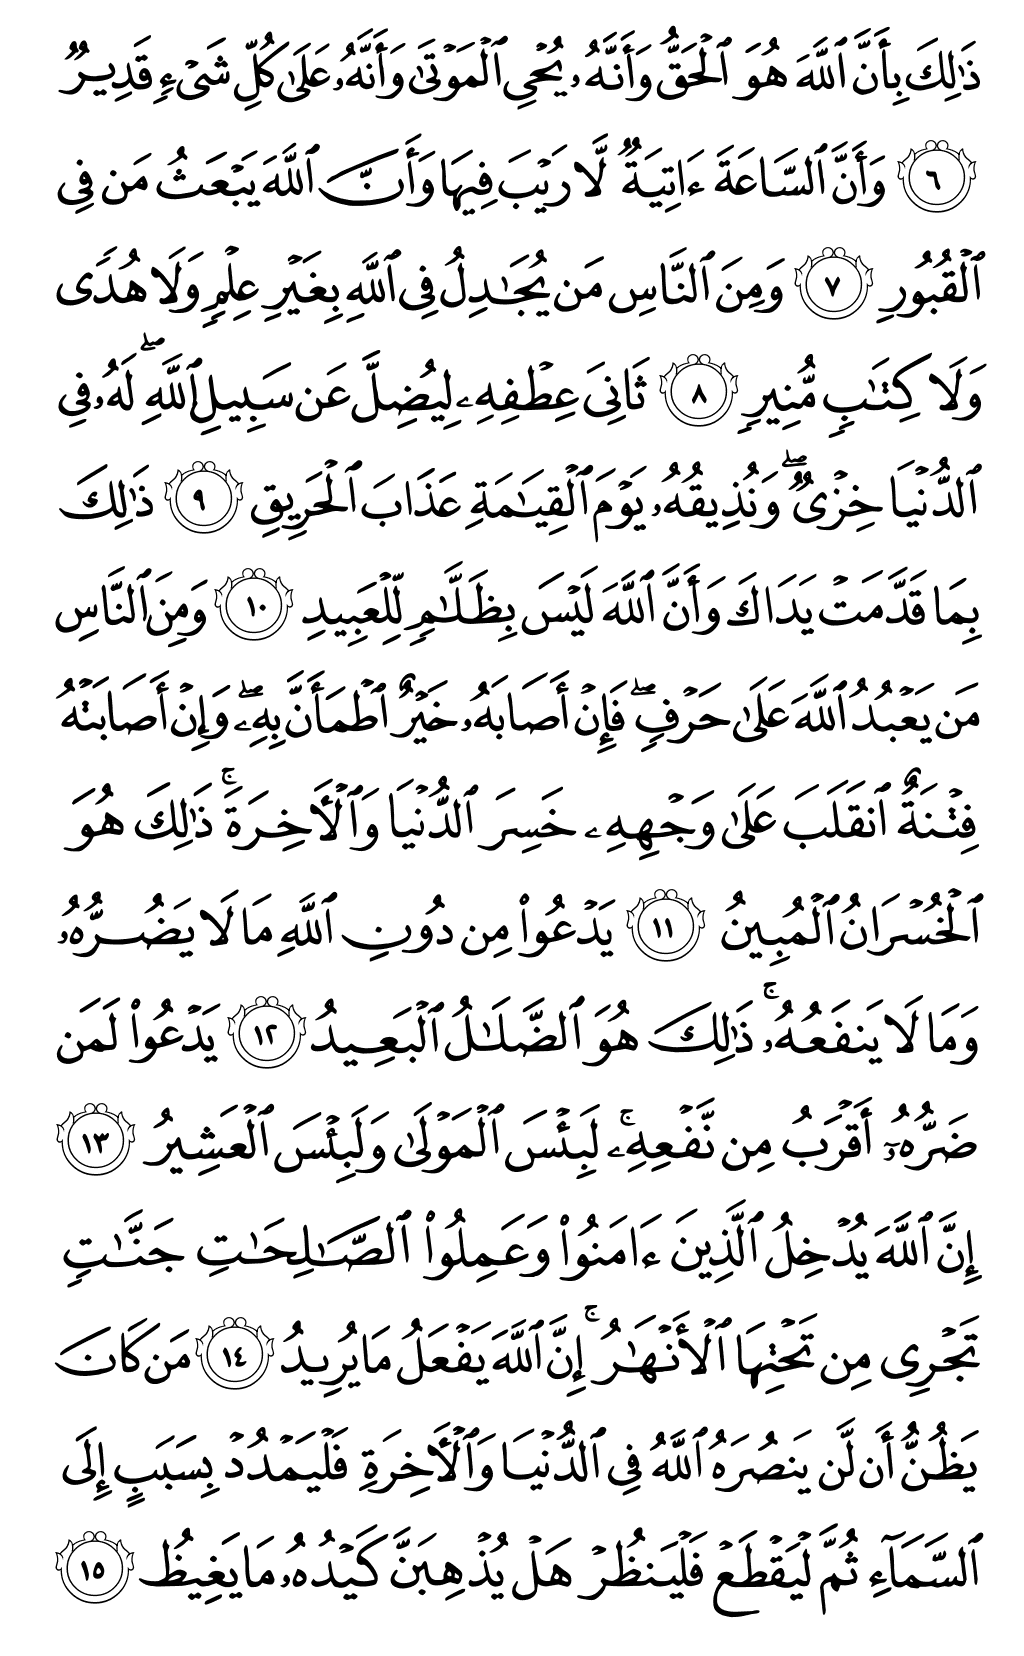 ذَٰلِكَ بِأَنَّ ٱللَّهَ هُوَ ٱلْحَقُّ وَأَنَّهُۥ يُحْىِ ٱلْمَوْتَىٰ وَأَنَّهُۥ عَلَىٰ كُلِّ شَىْءٍ قَدِيرٌ
٦ وَأَنَّ ٱلسَّاعَةَ ءَاتِيَةٌ لَّا رَيْبَ فِيهَا وَأَنَّ ٱللَّهَ يَبْعَثُ مَن فِى
ٱلْقُبُورِ ٧ وَمِنَ ٱلنَّاسِ مَن يُجَٰدِلُ فِى ٱللَّهِ بِغَيْرِ عِلْمٍ وَلَا هُدًى
وَلَا كِتَٰبٍ مُّنِيرٍ ٨ ثَانِىَ عِطْفِهِۦ لِيُضِلَّ عَن سَبِيلِ ٱللَّهِ ۖ لَهُۥ فِى
ٱلدُّنْيَا خِزْىٌ ۖ وَنُذِيقُهُۥ يَوْمَ ٱلْقِيَٰمَةِ عَذَابَ ٱلْحَرِيقِ ٩ ذَٰلِكَ
بِمَا قَدَّمَتْ يَدَاكَ وَأَنَّ ٱللَّهَ لَيْسَ بِظَلَّٰمٍ لِّلْعَبِيدِ ١٠ وَمِنَ ٱلنَّاسِ
مَن يَعْبُدُ ٱللَّهَ عَلَىٰ حَرْفٍ ۖ فَإِنْ أَصَابَهُۥ خَيْرٌ ٱطْمَأَنَّ بِهِۦ ۖ وَإِنْ أَصَابَتْهُ
فِتْنَةٌ ٱنقَلَبَ عَلَىٰ وَجْهِهِۦ خَسِرَ ٱلدُّنْيَا وَٱلْأَخِرَةَ ۚ ذَٰلِكَ هُوَ
ٱلْخُسْرَانُ ٱلْمُبِينُ ١١ يَدْعُوا۟ مِن دُونِ ٱللَّهِ مَا لَا يَضُرُّهُۥ
وَمَا لَا يَنفَعُهُۥ ۚ ذَٰلِكَ هُوَ ٱلضَّلَٰلُ ٱلْبَعِيدُ ١٢ يَدْعُوا۟ لَمَن
ضَرُّهُۥٓ أَقْرَبُ مِن نَّفْعِهِۦ ۚ لَبِئْسَ ٱلْمَوْلَىٰ وَلَبِئْسَ ٱلْعَشِيرُ ١٣
إِنَّ ٱللَّهَ يُدْخِلُ ٱلَّذِينَ ءَامَنُوا۟ وَعَمِلُوا۟ ٱلصَّٰلِحَٰتِ جَنَّٰتٍ
تَجْرِى مِن تَحْتِهَا ٱلْأَنْهَٰرُ ۚ إِنَّ ٱللَّهَ يَفْعَلُ مَا يُرِيدُ ١٤ مَن كَانَ
يَظُنُّ أَن لَّن يَنصُرَهُ ٱللَّهُ فِى ٱلدُّنْيَا وَٱلْأَخِرَةِ فَلْيَمْدُدْ بِسَبَبٍ إِلَى
ٱلسَّمَآءِ ثُمَّ لْيَقْطَعْ فَلْيَنظُرْ هَلْ يُذْهِبَنَّ كَيْدُهُۥ مَا يَغِيظُ ١٥